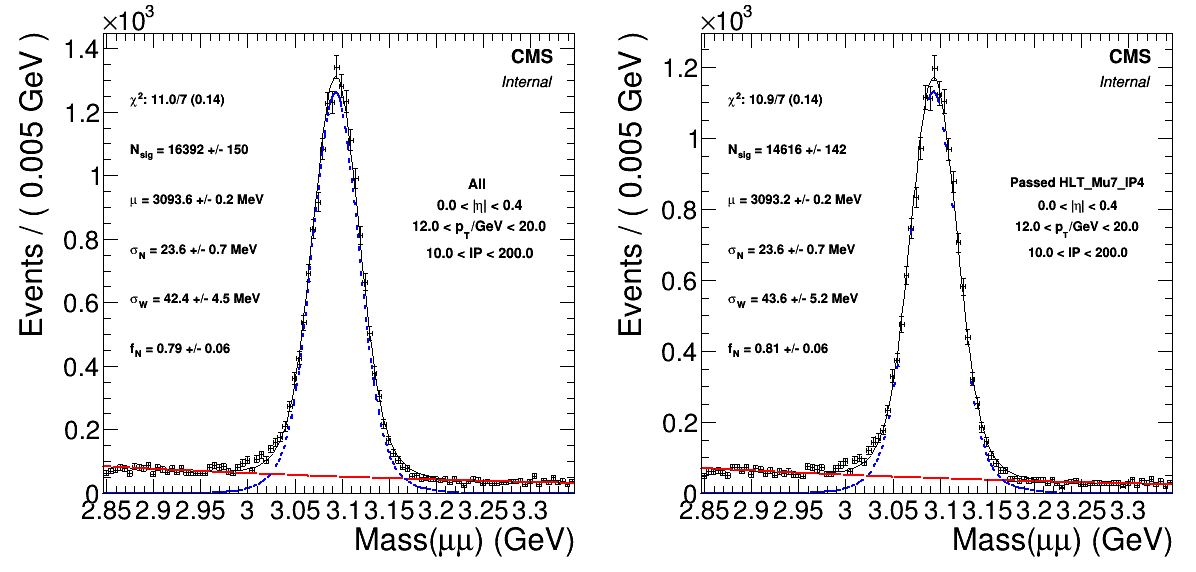 ×10³
Events / ( 0.005 GeV )
1.4
1.2
1
0.8
0.6
0.4
0.2
0
CMS
Internal
χ²: 11.0/7 (0.14)
N_sig = 16392 +/- 150
μ = 3093.6 +/- 0.2 MeV
σ_N = 23.6 +/- 0.7 MeV
σ_W = 42.4 +/- 4.5 MeV
f_N = 0.79 +/- 0.06
All
0.0 < |η| < 0.4
12.0 < p_T/GeV < 20.0
10.0 < IP < 200.0
2.85 2.9 2.95 3 3.05 3.1 3.15 3.2 3.25 3.3
Mass(μμ) (GeV)
×10³
Events / ( 0.005 GeV )
1.2
1
0.8
0.6
0.4
0.2
0
CMS
Internal
χ²: 10.9/7 (0.14)
N_sig = 14616 +/- 142
μ = 3093.2 +/- 0.2 MeV
σ_N = 23.6 +/- 0.7 MeV
σ_W = 43.6 +/- 5.2 MeV
f_N = 0.81 +/- 0.06
Passed HLT_Mu7_IP4
0.0 < |η| < 0.4
12.0 < p_T/GeV < 20.0
10.0 < IP < 200.0
2.85 2.9 2.95 3 3.05 3.1 3.15 3.2 3.25 3.3
Mass(μμ) (GeV)